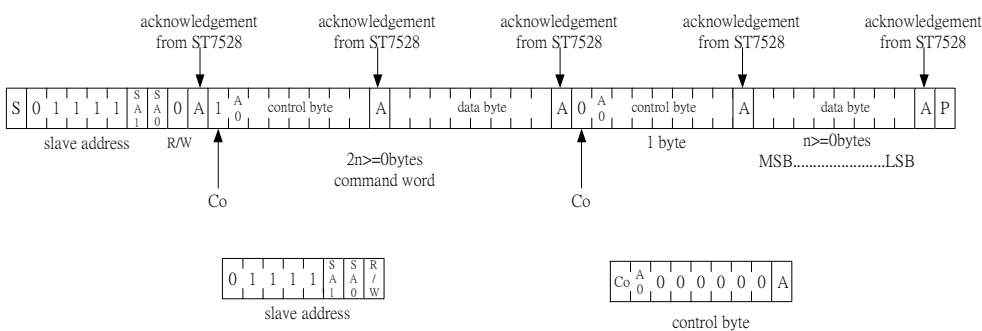 acknowledgement from ST7528
acknowledgement from ST7528
acknowledgement from ST7528
acknowledgement from ST7528
acknowledgement from ST7528
S 0 1 1 1 1 SA1 SA0 0 A 1 A0 control byte A data byte A 0 A0 control byte A data byte A P
slave address R/W 1 byte n>=0bytes
2n>=0bytes MSB.......................LSB
command word
Co Co
0 1 1 1 1 SA1 SA0 R/W
slave address
Co A0 0 0 0 0 0 0 A
control byte